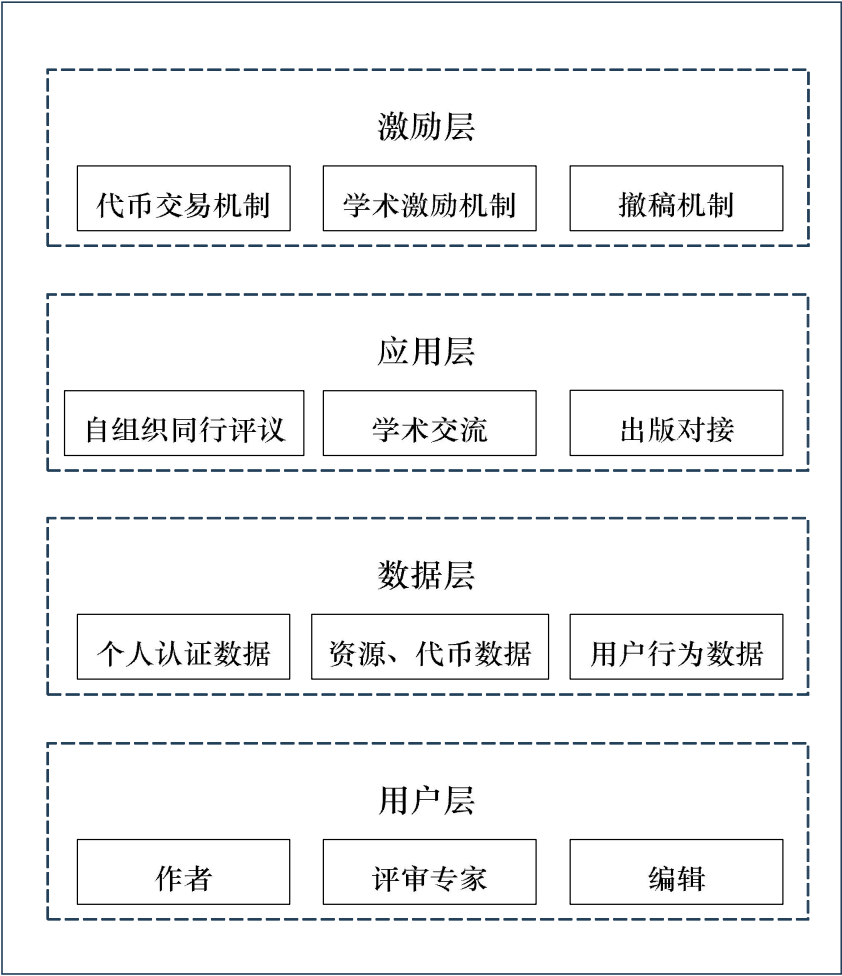 激励层
代币交易机制 学术激励机制 撤稿机制
应用层
自组织同行评议 学术交流 出版对接
数据层
个人认证数据 资源、代币数据 用户行为数据
用户层
作者 评审专家 编辑